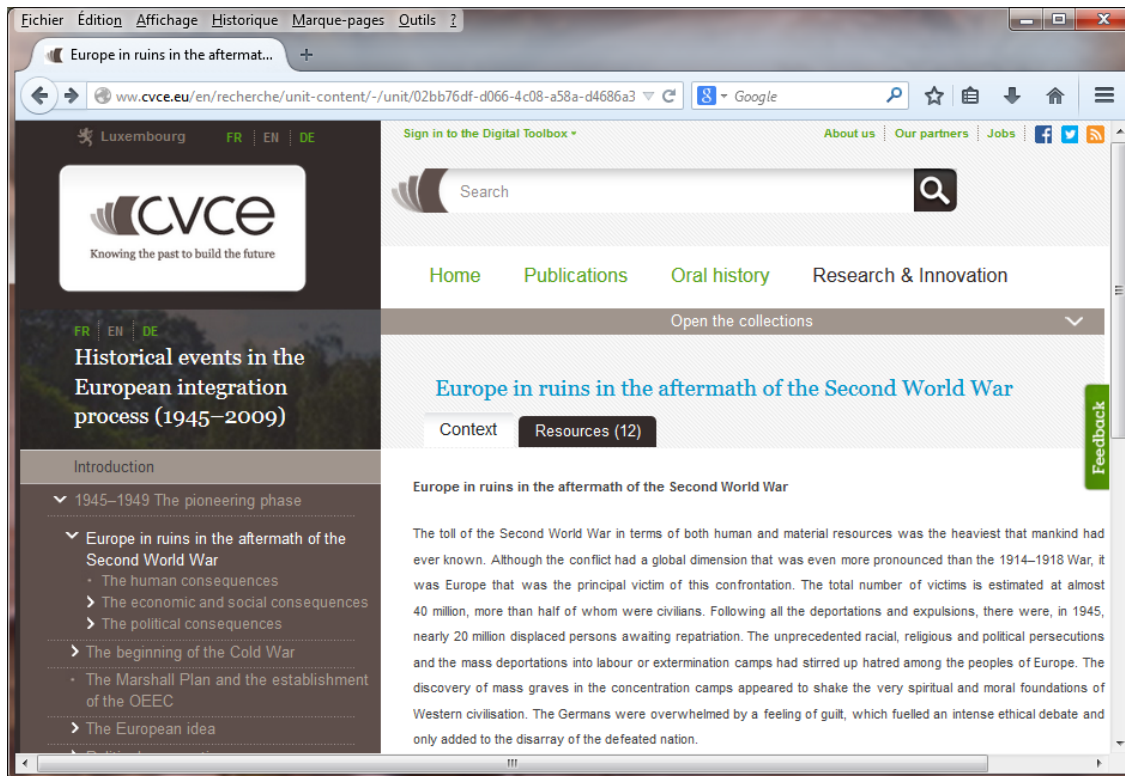 Fichier Édition Affichage Historique Marque-pages Outils ?
Europe in ruins in the aftermat...
ww.cvce.eu/en/recherche/unit-content/-/unit/02bb76df-d066-4c08-a58a-d4686a3
Google
Luxembourg FR EN DE
Sign in to the Digital Toolbox
About us Our partners Jobs
Search
cvce
Knowing the past to build the future
Home Publications Oral history Research & Innovation
Open the collections
FR EN DE
Historical events in the
European integration
process (1945–2009)
Introduction
1945–1949 The pioneering phase
Europe in ruins in the aftermath of the
Second World War
The human consequences
The economic and social consequences
The political consequences
The beginning of the Cold War
The Marshall Plan and the establishment
of the OEEC
The European idea
Europe in ruins in the aftermath of the Second World War
Context Resources (12)
Feedback
Europe in ruins in the aftermath of the Second World War
The toll of the Second World War in terms of both human and material resources was the heaviest that mankind had
ever known. Although the conflict had a global dimension that was even more pronounced than the 1914–1918 War, it
was Europe that was the principal victim of this confrontation. The total number of victims is estimated at almost
40 million, more than half of whom were civilians. Following all the deportations and expulsions, there were, in 1945,
nearly 20 million displaced persons awaiting repatriation. The unprecedented racial, religious and political persecutions
and the mass deportations into labour or extermination camps had stirred up hatred among the peoples of Europe. The
discovery of mass graves in the concentration camps appeared to shake the very spiritual and moral foundations of
Western civilisation. The Germans were overwhelmed by a feeling of guilt, which fuelled an intense ethical debate and
only added to the disarray of the defeated nation.